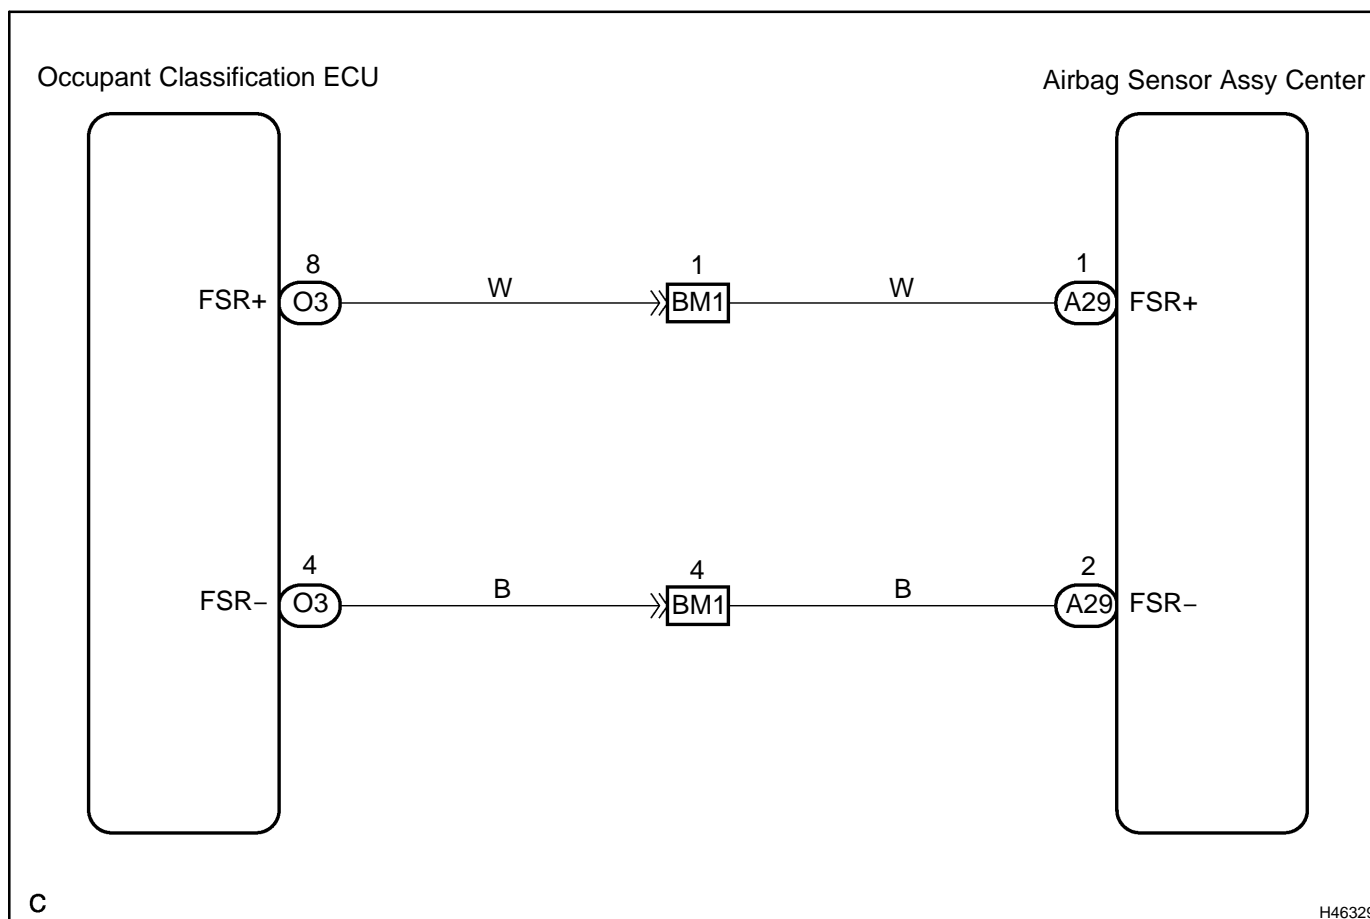 Occupant Classification ECU
Airbag Sensor Assy Center
8
1
1
FSR+
O3
W
BM1
W
A29
FSR+
4
4
2
FSR−
O3
B
BM1
B
A29
FSR−
C
H46329